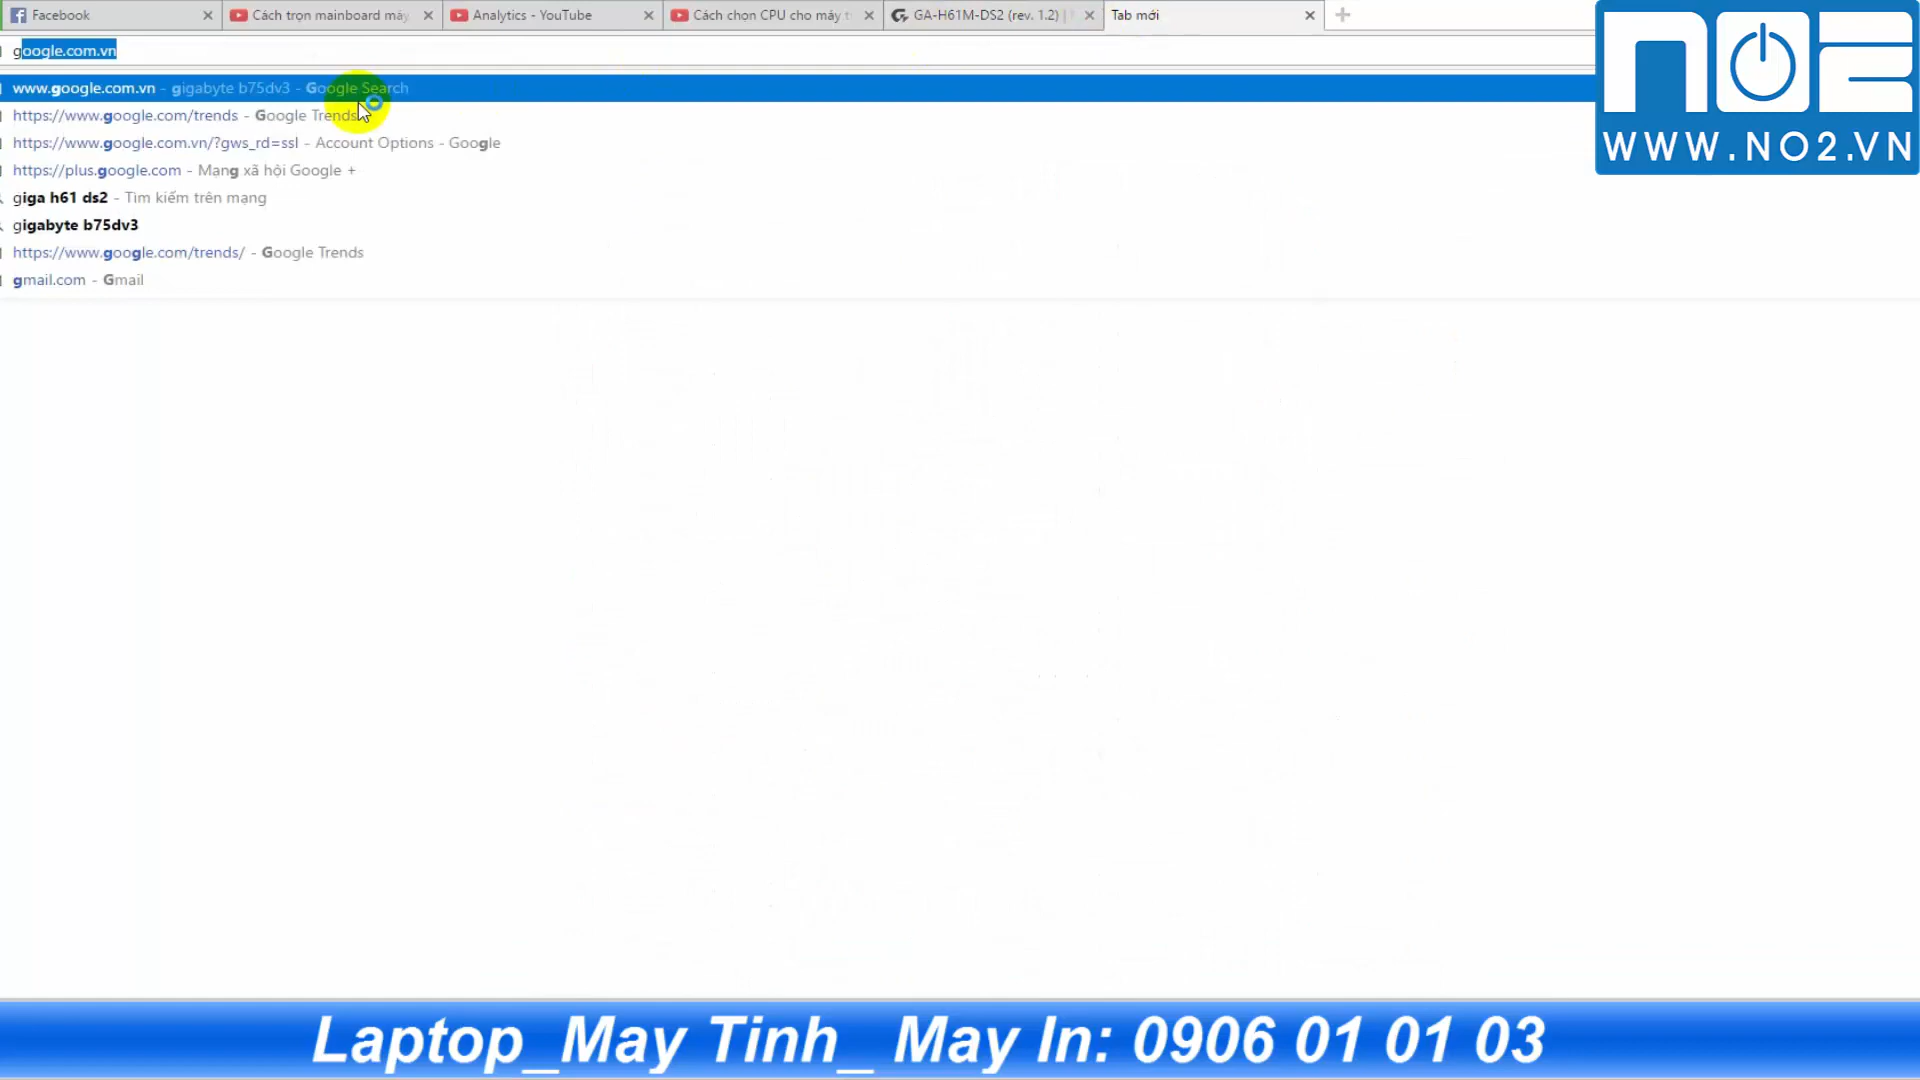 Facebook
Cách trọn mainboard máy
Analytics - YouTube
Cách chọn CPU cho máy t
GA-H61M-DS2 (rev. 1.2) |
Tab mới
google.com.vn
www.google.com.vn - gigabyte b75dv3 - Google Search
https://www.google.com/trends - Google Trends
https://www.google.com.vn/?gws_rd=ssl - Account Options - Google
https://plus.google.com - Mạng xã hội Google +
giga h61 ds2 - Tìm kiếm trên mạng
gigabyte b75dv3
https://www.google.com/trends/ - Google Trends
gmail.com - Gmail
no2
WWW.NO2.VN
Laptop_May Tinh_ May In: 0906 01 01 03